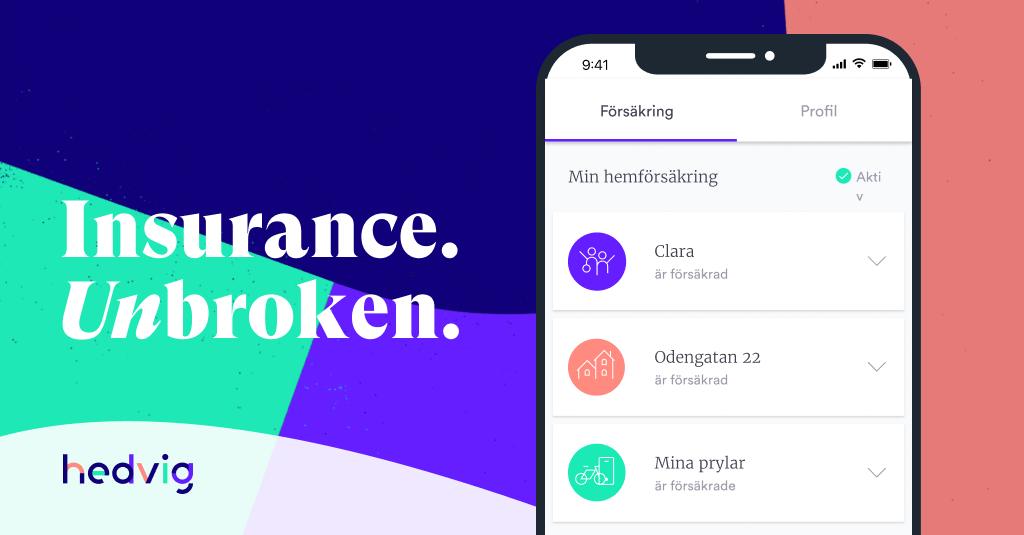 Insurance.
Unbroken.
hedvig
9:41
Försäkring
Profil
Min hemförsäkring
Akti
v
Clara
är försäkrad
Odengatan 22
är försäkrad
Mina prylar
är försäkrade